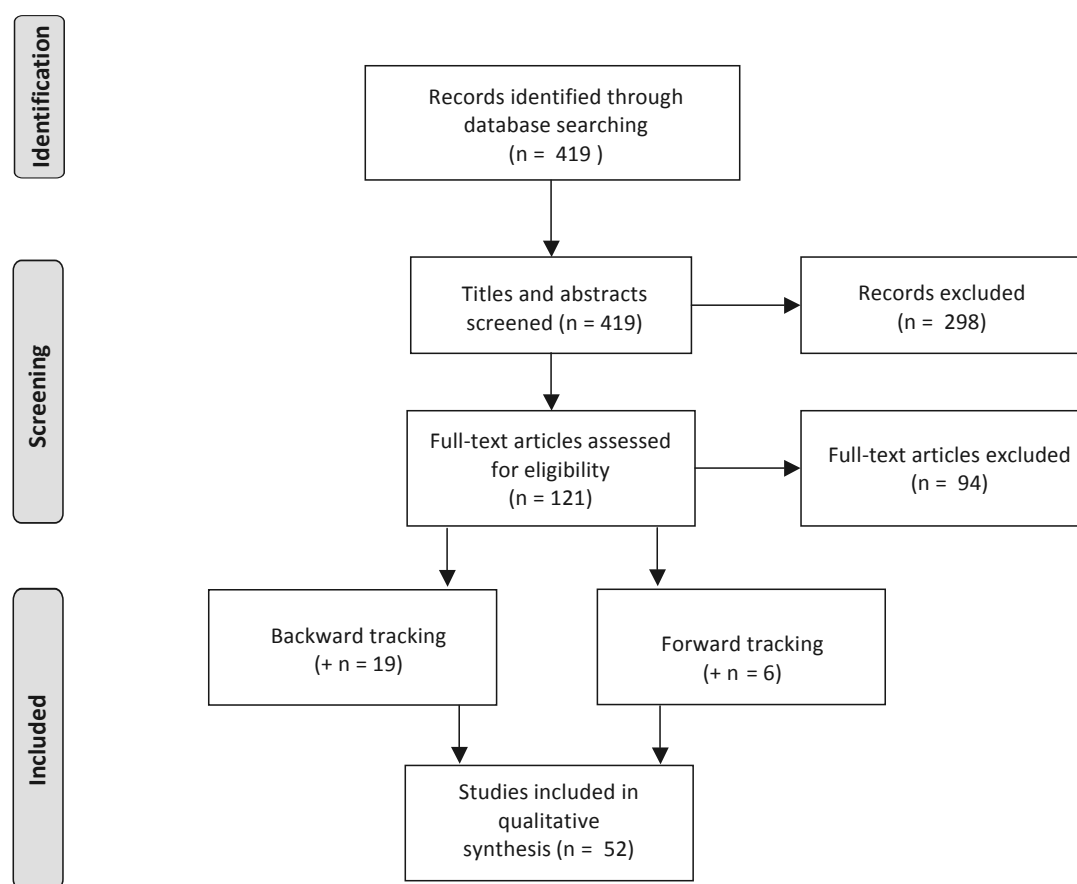 Identification
Records identified through
database searching
(n = 419 )
Screening
Titles and abstracts
screened (n = 419)
Records excluded
(n = 298)
Full-text articles assessed
for eligibility
(n = 121)
Full-text articles excluded
(n = 94)
Included
Backward tracking
(+ n = 19)
Forward tracking
(+ n = 6)
Studies included in
qualitative
synthesis (n = 52)